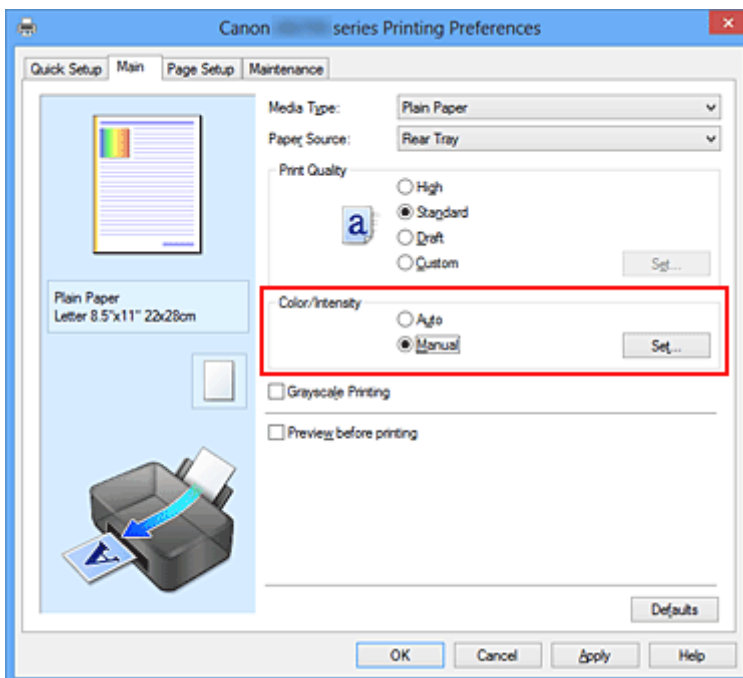 Canon series Printing Preferences
Quick Setup Main Page Setup Maintenance
Media Type: Plain Paper
Paper Source: Rear Tray
Print Quality
High
Standard
Draft
Custom
Set...
a
Plain Paper
Letter 8.5"x11" 22x28cm
Color/Intensity
Auto
Manual
Set...
Grayscale Printing
Preview before printing
A
Defaults
OK Cancel Apply Help